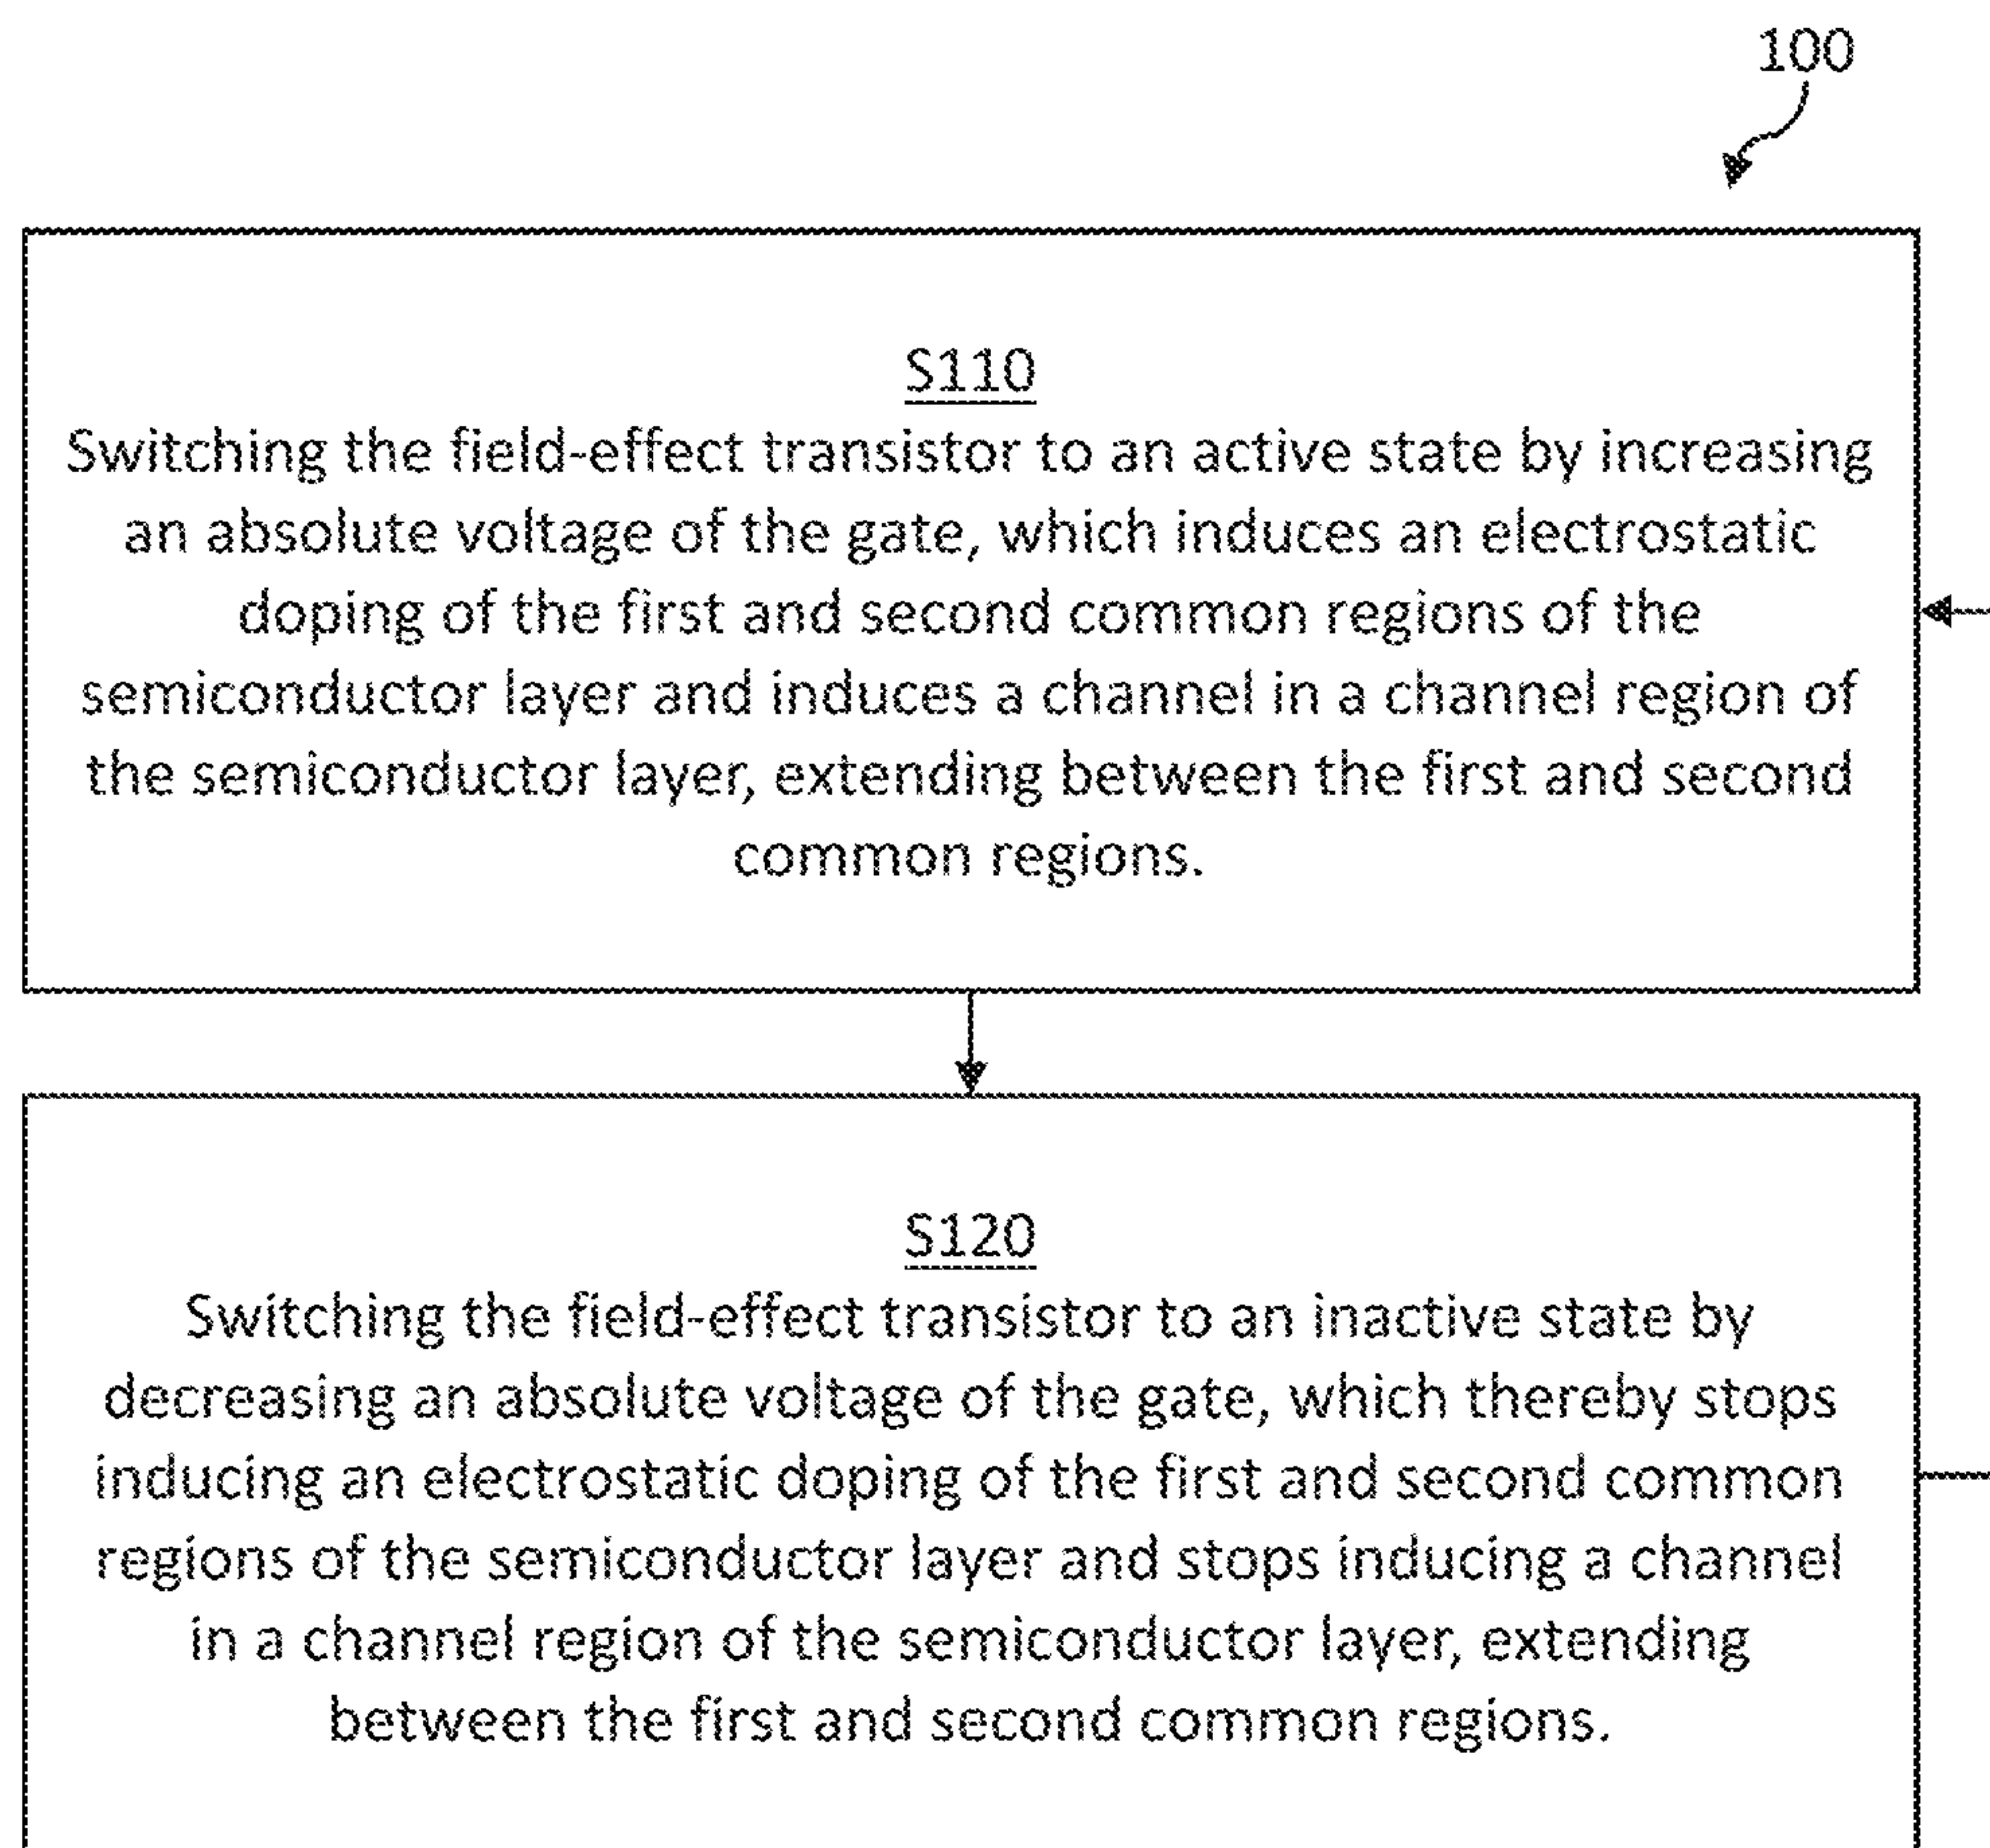 100
S110
Switching the field-effect transistor to an active state by increasing
an absolute voltage of the gate, which induces an electrostatic
doping of the first and second common regions of the
semiconductor layer and induces a channel in a channel region of
the semiconductor layer, extending between the first and second
common regions.
S120
Switching the field-effect transistor to an inactive state by
decreasing an absolute voltage of the gate, which thereby stops
inducing an electrostatic doping of the first and second common
regions of the semiconductor layer and stops inducing a channel
in a channel region of the semiconductor layer, extending
between the first and second common regions.